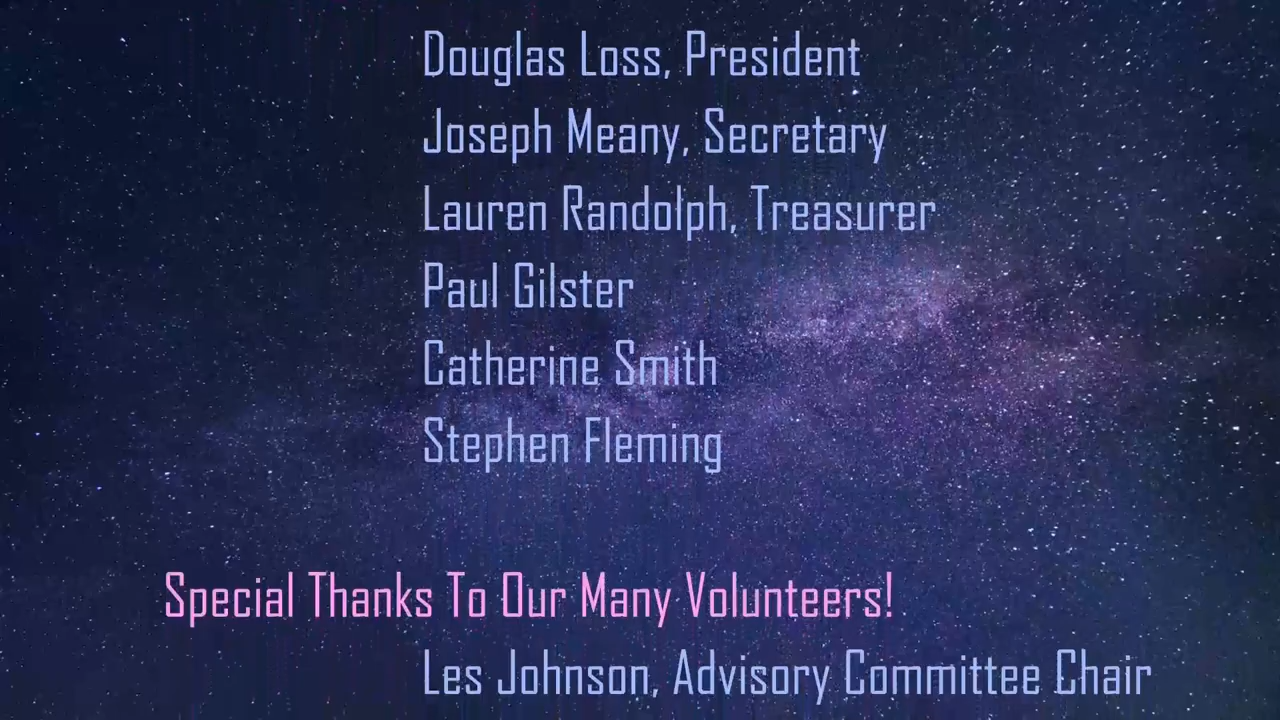 Douglas Loss, President
Joseph Meany, Secretary
Lauren Randolph, Treasurer
Paul Gilster
Catherine Smith
Stephen Fleming
Special Thanks To Our Many Volunteers!
Les Johnson, Advisory Committee Chair